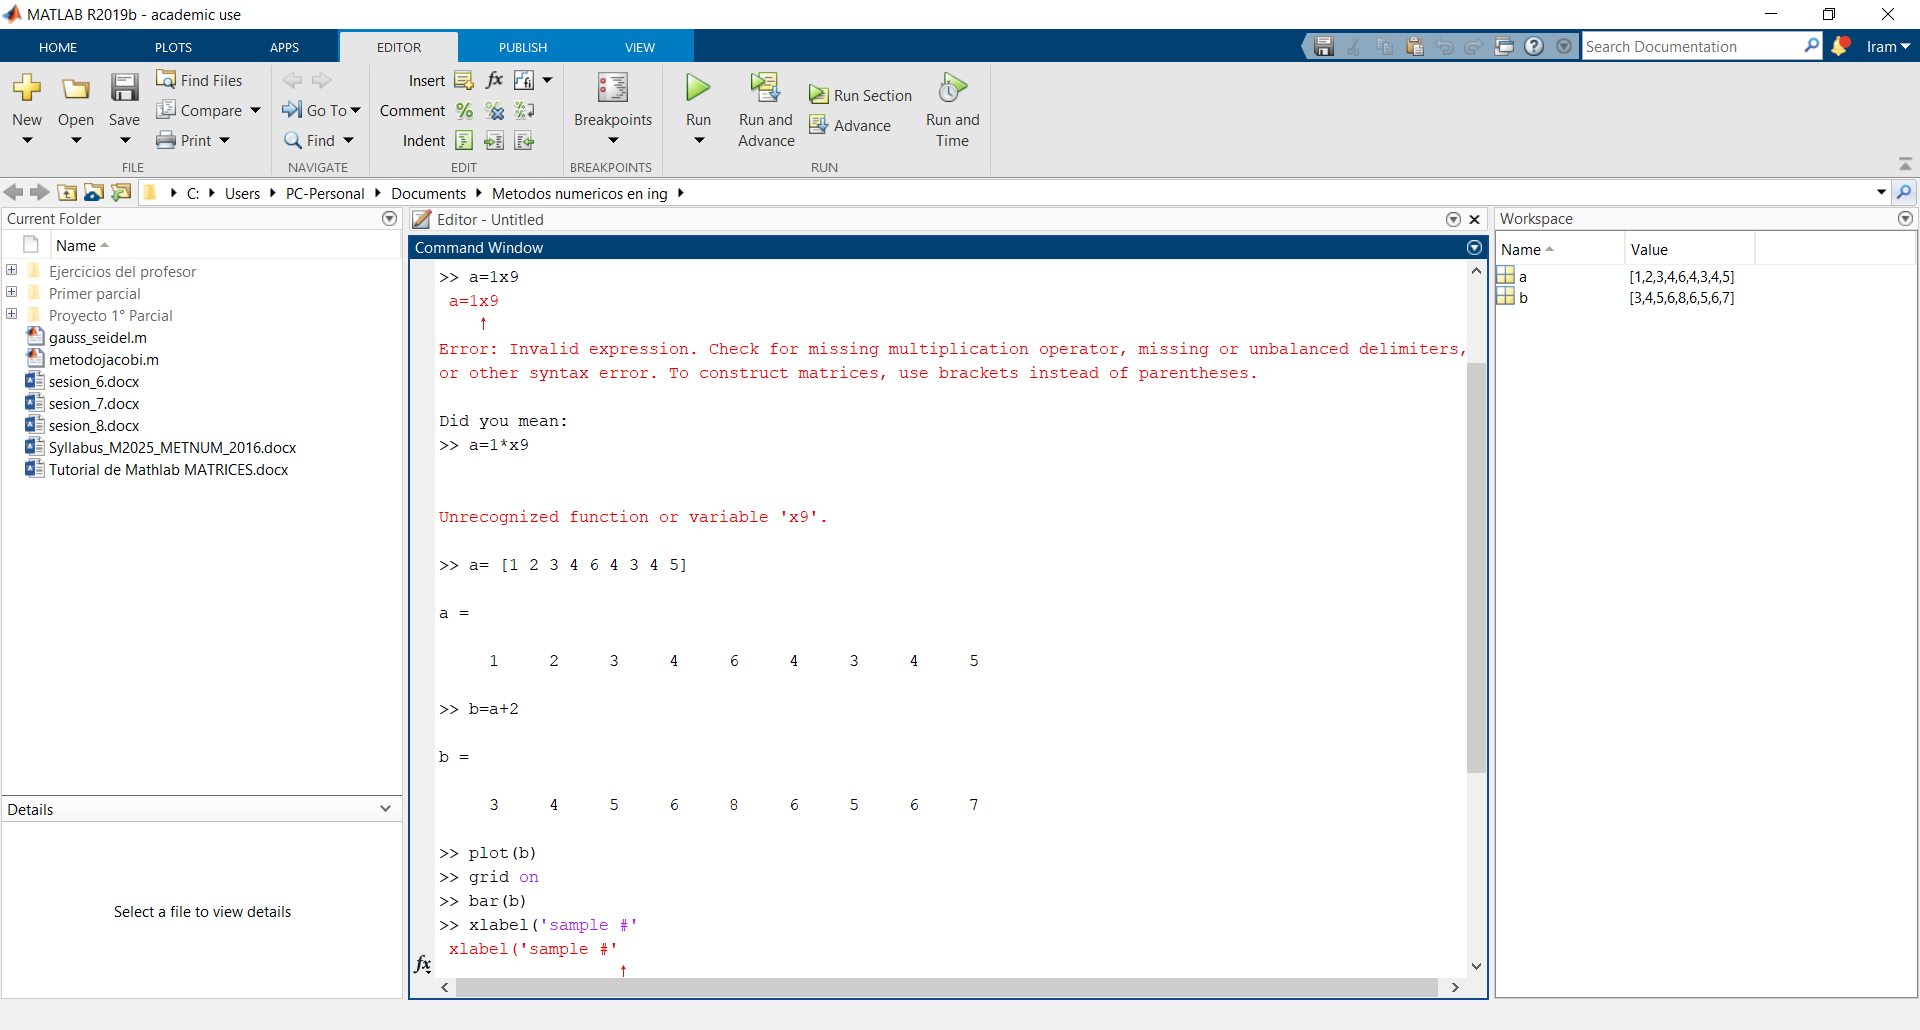 MATLAB R2019b - academic use
HOME PLOTS APPS EDITOR PUBLISH VIEW Search Documentation Iram
New Open Save Find Files Compare Print
FILE
Go To Find
NAVIGATE
Insert fx fi
Comment
Indent
EDIT
Breakpoints
BREAKPOINTS
Run Run and Advance Run Section Advance Run and Time
RUN
C: Users PC-Personal Documents Metodos numericos en ing
Current Folder
Name
Ejercicios del profesor
Primer parcial
Proyecto 1° Parcial
gauss_seidel.m
metodojacobi.m
sesion_6.docx
sesion_7.docx
sesion_8.docx
Syllabus_M2025_METNUM_2016.docx
Tutorial de Mathlab MATRICES.docx
Details
Select a file to view details
Editor - Untitled
Command Window
>> a=1x9
a=1x9
↑
Error: Invalid expression. Check for missing multiplication operator, missing or unbalanced delimiters,
or other syntax error. To construct matrices, use brackets instead of parentheses.
Did you mean:
>> a=1*x9
Unrecognized function or variable 'x9'.
>> a= [1 2 3 4 6 4 3 4 5]
a =
1 2 3 4 6 4 3 4 5
>> b=a+2
b =
3 4 5 6 8 6 5 6 7
>> plot(b)
>> grid on
>> bar(b)
>> xlabel('sample #'
xlabel('sample #'
↑
fx
Workspace
Name Value
a [1,2,3,4,6,4,3,4,5]
b [3,4,5,6,8,6,5,6,7]